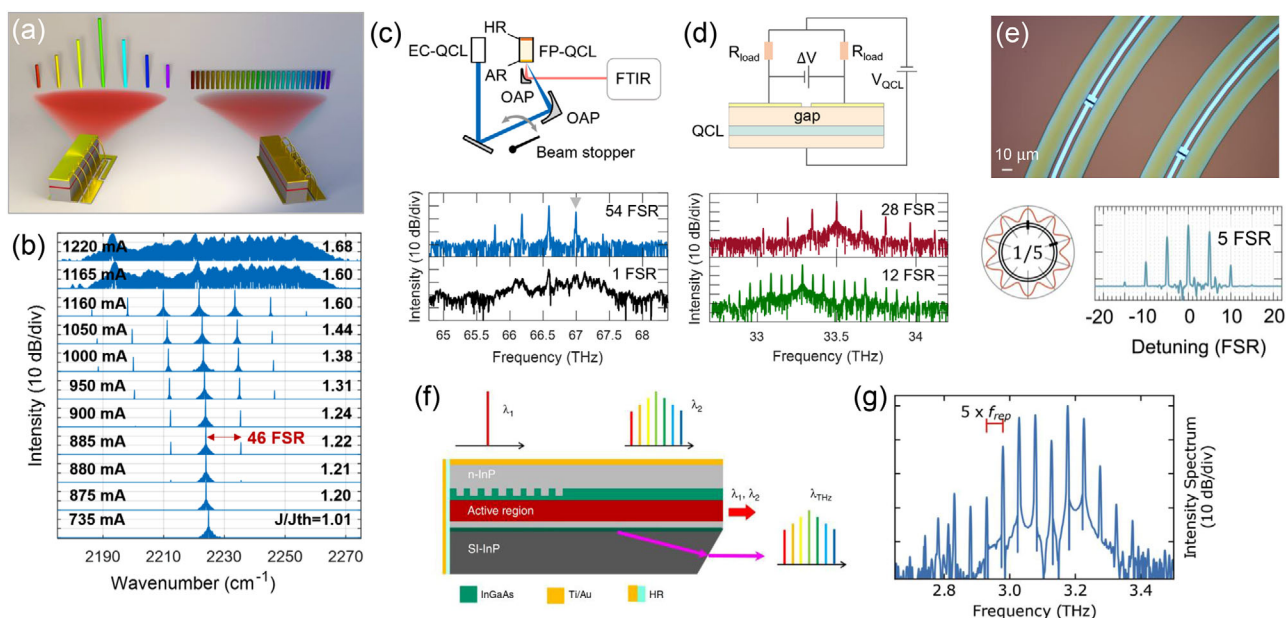 (a)
(b)
1220 mA 1.68
1165 mA 1.60
1160 mA 1.60
1050 mA 1.44
1000 mA 1.38
950 mA 1.31
900 mA 1.24
46 FSR
885 mA 1.22
880 mA 1.21
875 mA 1.20
735 mA J/Jth=1.01
Intensity (10 dB/div)
2190 2210 2230 2250 2270
Wavenumber (cm⁻¹)
(c)
HR
EC-QCL FP-QCL
AR
OAP
FTIR
OAP
Beam stopper
54 FSR
1 FSR
Intensity (10 dB/div)
65 65.5 66 66.5 67 67.5 68
Frequency (THz)
(d)
Rload ΔV Rload
VQCL
gap
QCL
28 FSR
12 FSR
Intensity (10 dB/div)
33 33.5 34
Frequency (THz)
(e)
10 μm
1/5
5 FSR
-20 -10 0 10 20
Detuning (FSR)
(f)
λ1
λ2
n-InP
Active region
λ1, λ2
SI-InP
λTHz
InGaAs Ti/Au HR
(g)
5 x frep
Intensity Spectrum
(10 dB/div)
2.8 3.0 3.2 3.4
Frequency (THz)